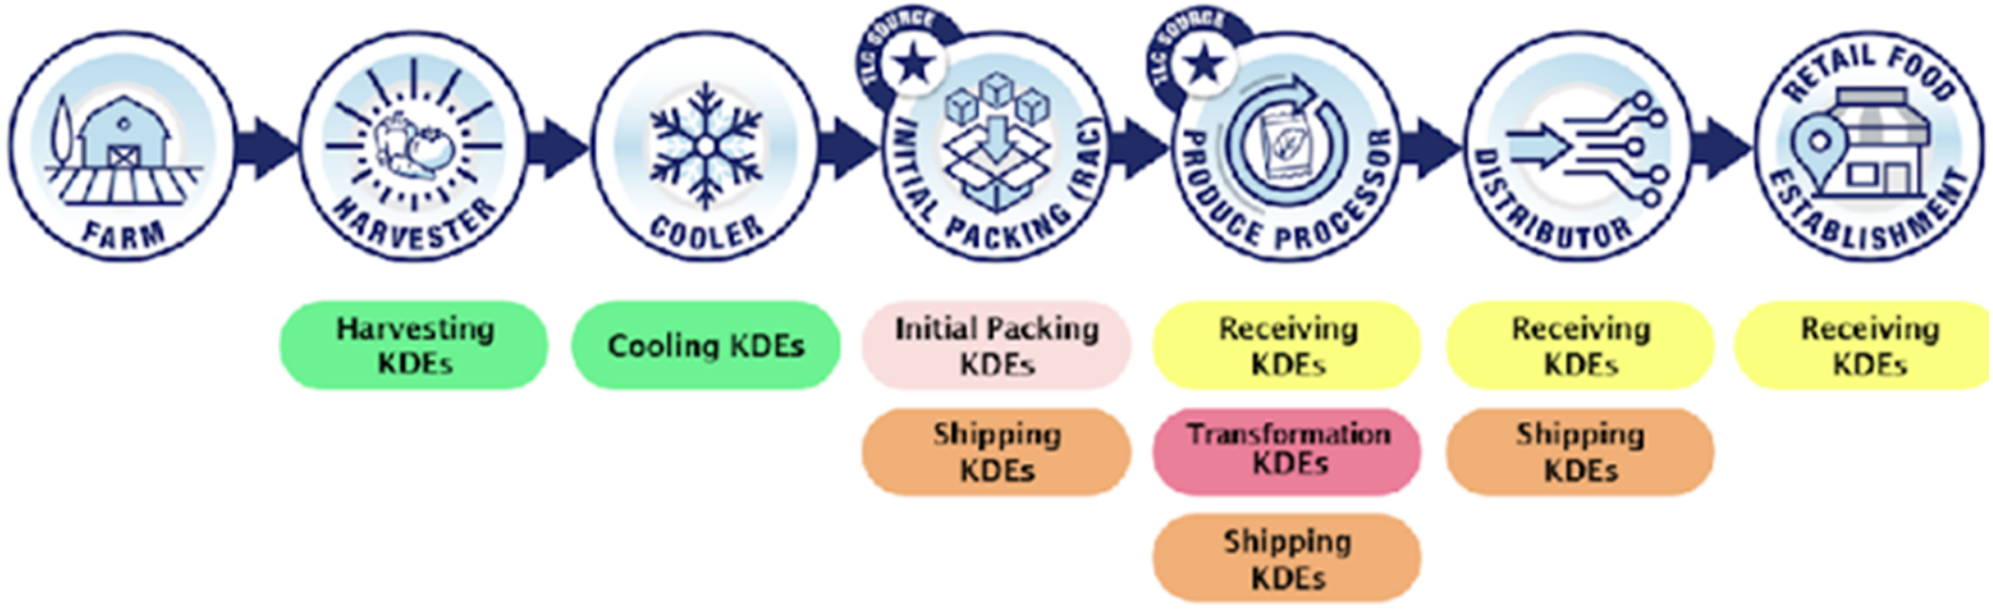 TLC SOURCE
TLC SOURCE
FARM
HARVESTER
COOLER
INITIAL PACKING (RAC)
PRODUCE PROCESSOR
DISTRIBUTOR
RETAIL FOOD
ESTABLISHMENT
Harvesting
KDEs
Cooling KDEs
Initial Packing
KDEs
Shipping
KDEs
Receiving
KDEs
Transformation
KDEs
Shipping
KDEs
Receiving
KDEs
Shipping
KDEs
Receiving
KDEs